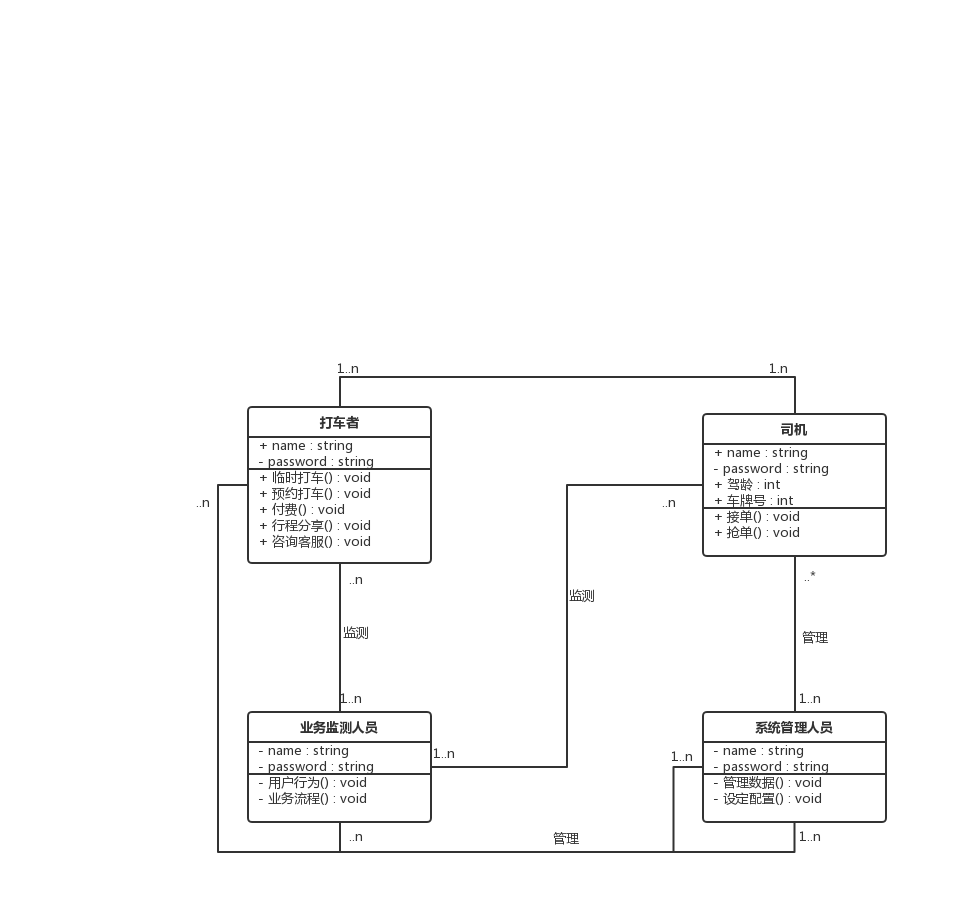 1..n
1.n
打车者
+ name : string
- password : string
+ 临时打车() : void
+ 预约打车() : void
+ 付费() : void
+ 行程分享() : void
+ 咨询客服() : void
司机
+ name : string
- password : string
+ 驾龄 : int
+ 车牌号 : int
+ 接单() : void
+ 抢单() : void
..n
..n
..n
..*
监测
监测
管理
1..n
1..n
业务监测人员
- name : string
- password : string
- 用户行为() : void
- 业务流程() : void
1..n
1..n
系统管理人员
- name : string
- password : string
- 管理数据() : void
- 设定配置() : void
..n
管理
1..n